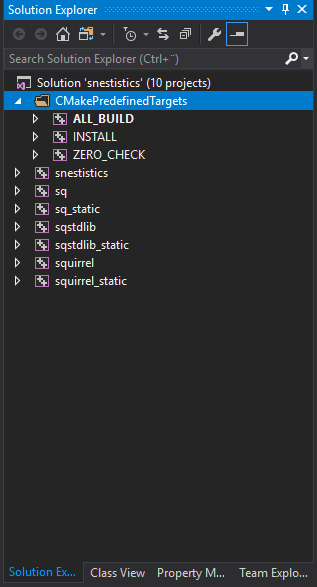 Solution Explorer
Search Solution Explorer (Ctrl+¨)
Solution 'snestistics' (10 projects)
CMakePredefinedTargets
ALL_BUILD
INSTALL
ZERO_CHECK
snestistics
sq
sq_static
sqstdlib
sqstdlib_static
squirrel
squirrel_static
Solution Ex... Class View Property M... Team Explo...